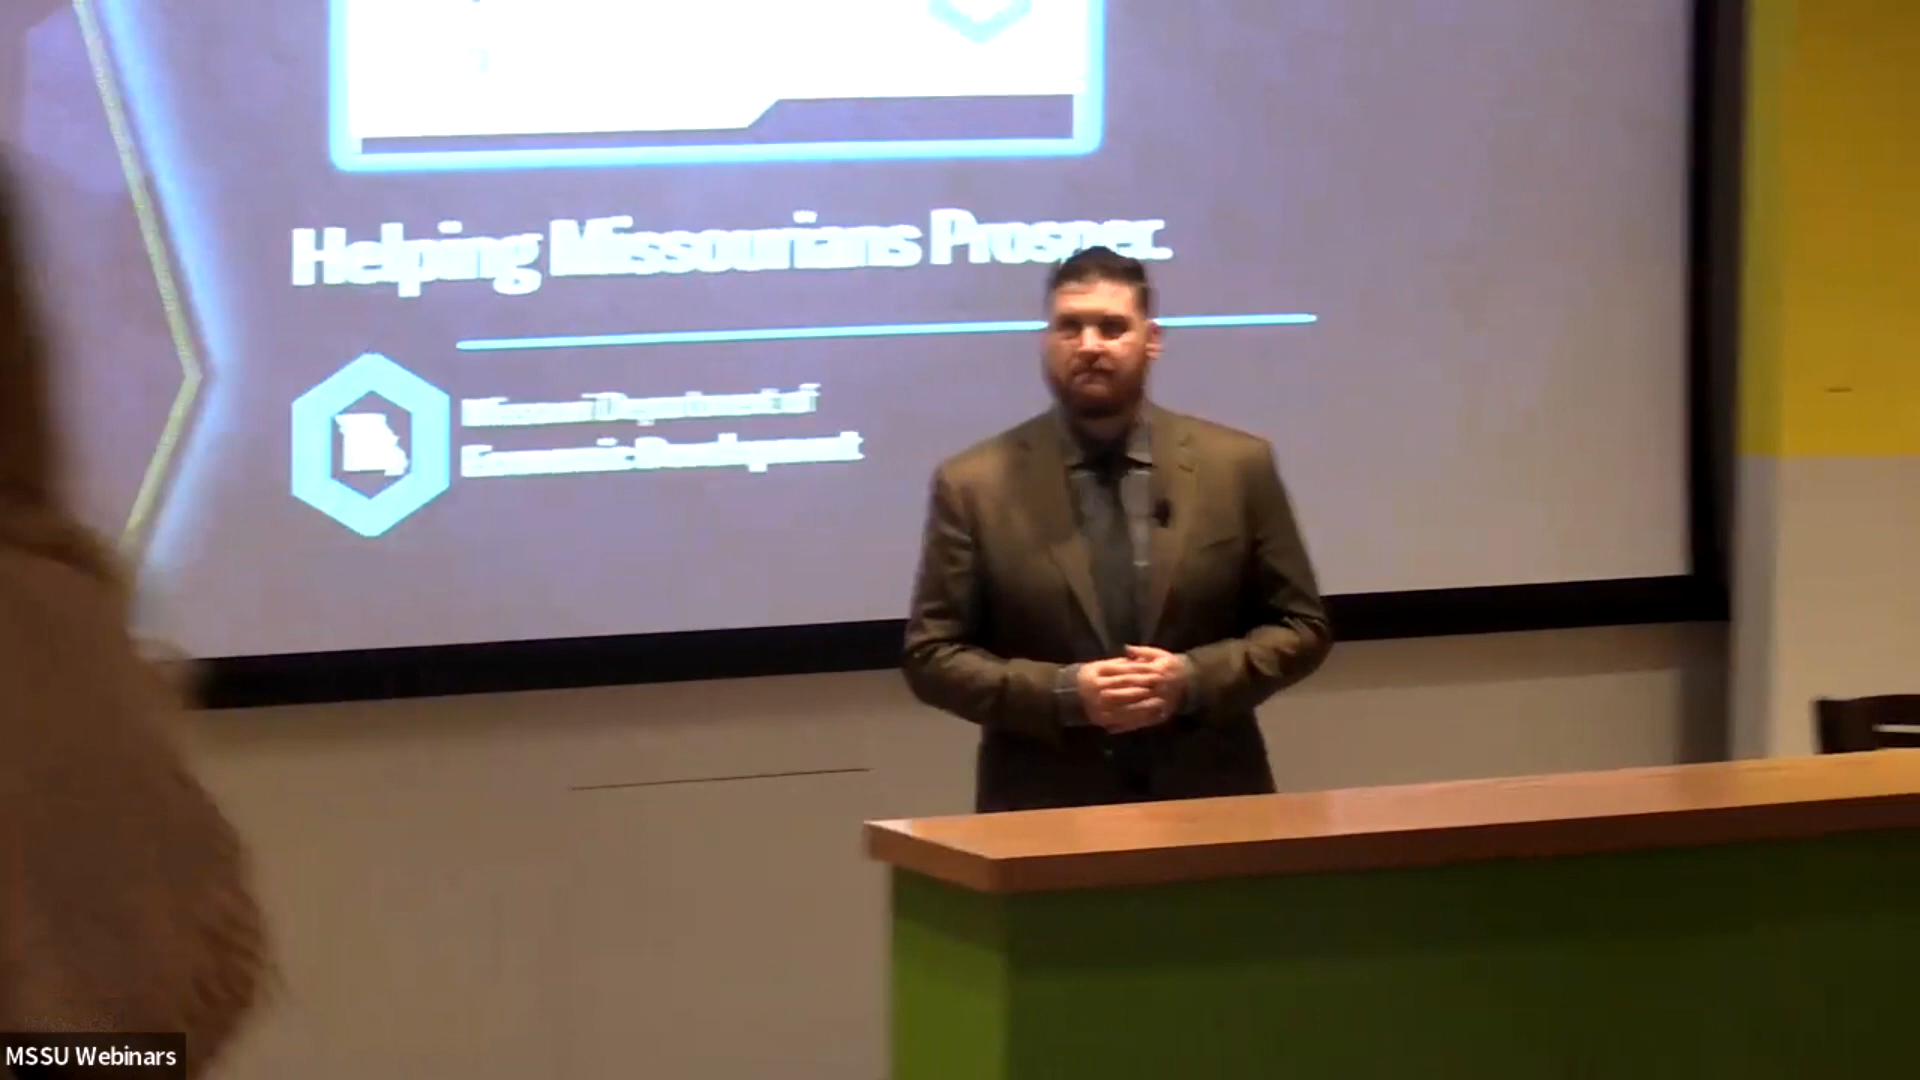 Helping Missourians Prosper.
Missouri Department of
Economic Development
MSSU Webinars